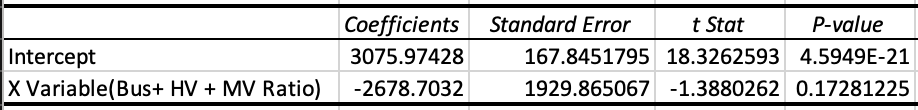 Coefficients Standard Error t Stat P-value
Intercept 3075.97428 167.8451795 18.3262593 4.5949E-21
X Variable(Bus+ HV + MV Ratio) -2678.7032 1929.865067 -1.3880262 0.17281225